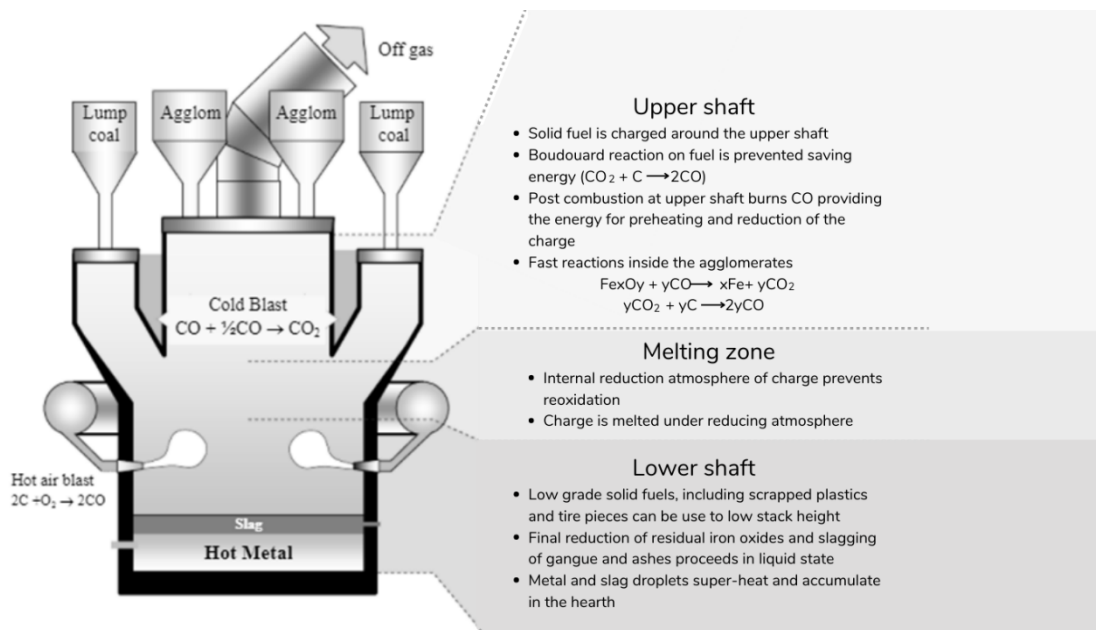 Off gas
Lump
coal
Agglom
Agglom
Lump
coal
Cold Blast
CO + ½CO → CO₂
Hot air blast
2C +O₂ → 2CO
Slag
Hot Metal
Upper shaft
• Solid fuel is charged around the upper shaft
• Boudouard reaction on fuel is prevented saving
energy (CO₂ + C ⟶2CO)
• Post combustion at upper shaft burns CO providing
the energy for preheating and reduction of the
charge
• Fast reactions inside the agglomerates
FexOy + yCO⟶ xFe+ yCO₂
yCO₂ + yC ⟶2yCO
Melting zone
• Internal reduction atmosphere of charge prevents
reoxidation
• Charge is melted under reducing atmosphere
Lower shaft
• Low grade solid fuels, including scrapped plastics
and tire pieces can be use to low stack height
• Final reduction of residual iron oxides and slagging
of gangue and ashes proceeds in liquid state
• Metal and slag droplets super-heat and accumulate
in the hearth